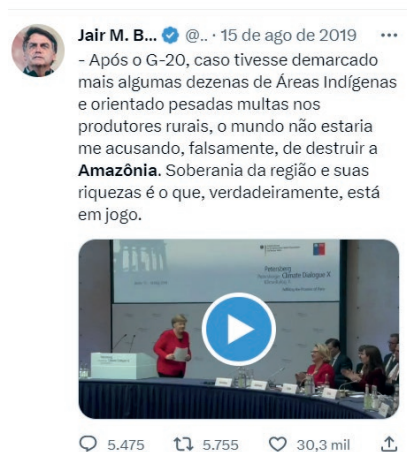 Jair M. B... @.. · 15 de ago de 2019 ...
- Após o G-20, caso tivesse demarcado
mais algumas dezenas de Áreas Indígenas
e orientado pesadas multas nos
produtores rurais, o mundo não estaria
me acusando, falsamente, de destruir a
Amazônia. Soberania da região e suas
riquezas é o que, verdadeiramente, está
em jogo.
Petersberg
Climate Dialogue X
5.475 5.755 30,3 mil